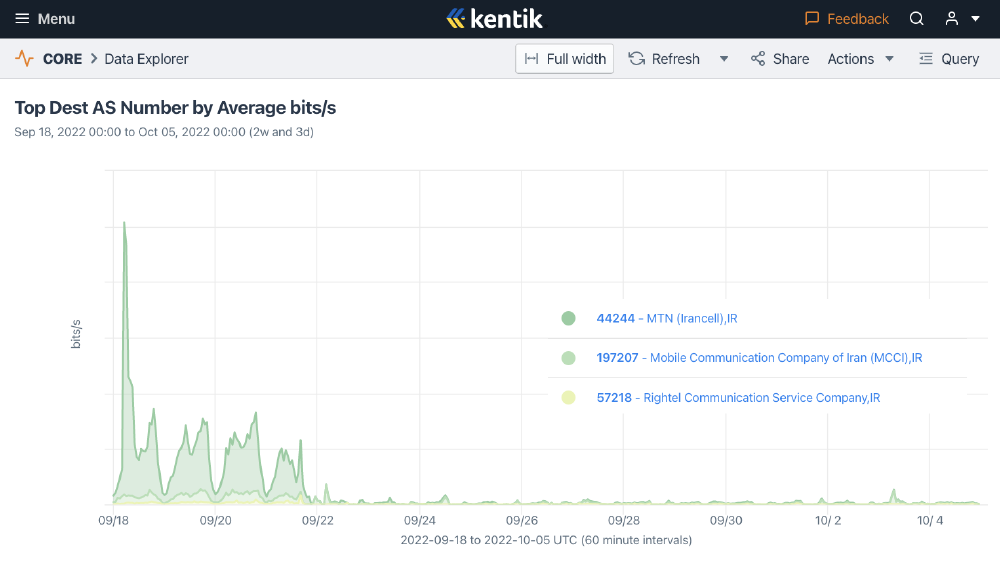 Menu
kentik
Feedback
CORE > Data Explorer
Full width
Refresh
Share
Actions
Query
Top Dest AS Number by Average bits/s
Sep 18, 2022 00:00 to Oct 05, 2022 00:00 (2w and 3d)
bits/s
44244 - MTN (Irancell),IR
197207 - Mobile Communication Company of Iran (MCCI),IR
57218 - Rightel Communication Service Company,IR
09/18 09/20 09/22 09/24 09/26 09/28 09/30 10/ 2 10/ 4
2022-09-18 to 2022-10-05 UTC (60 minute intervals)